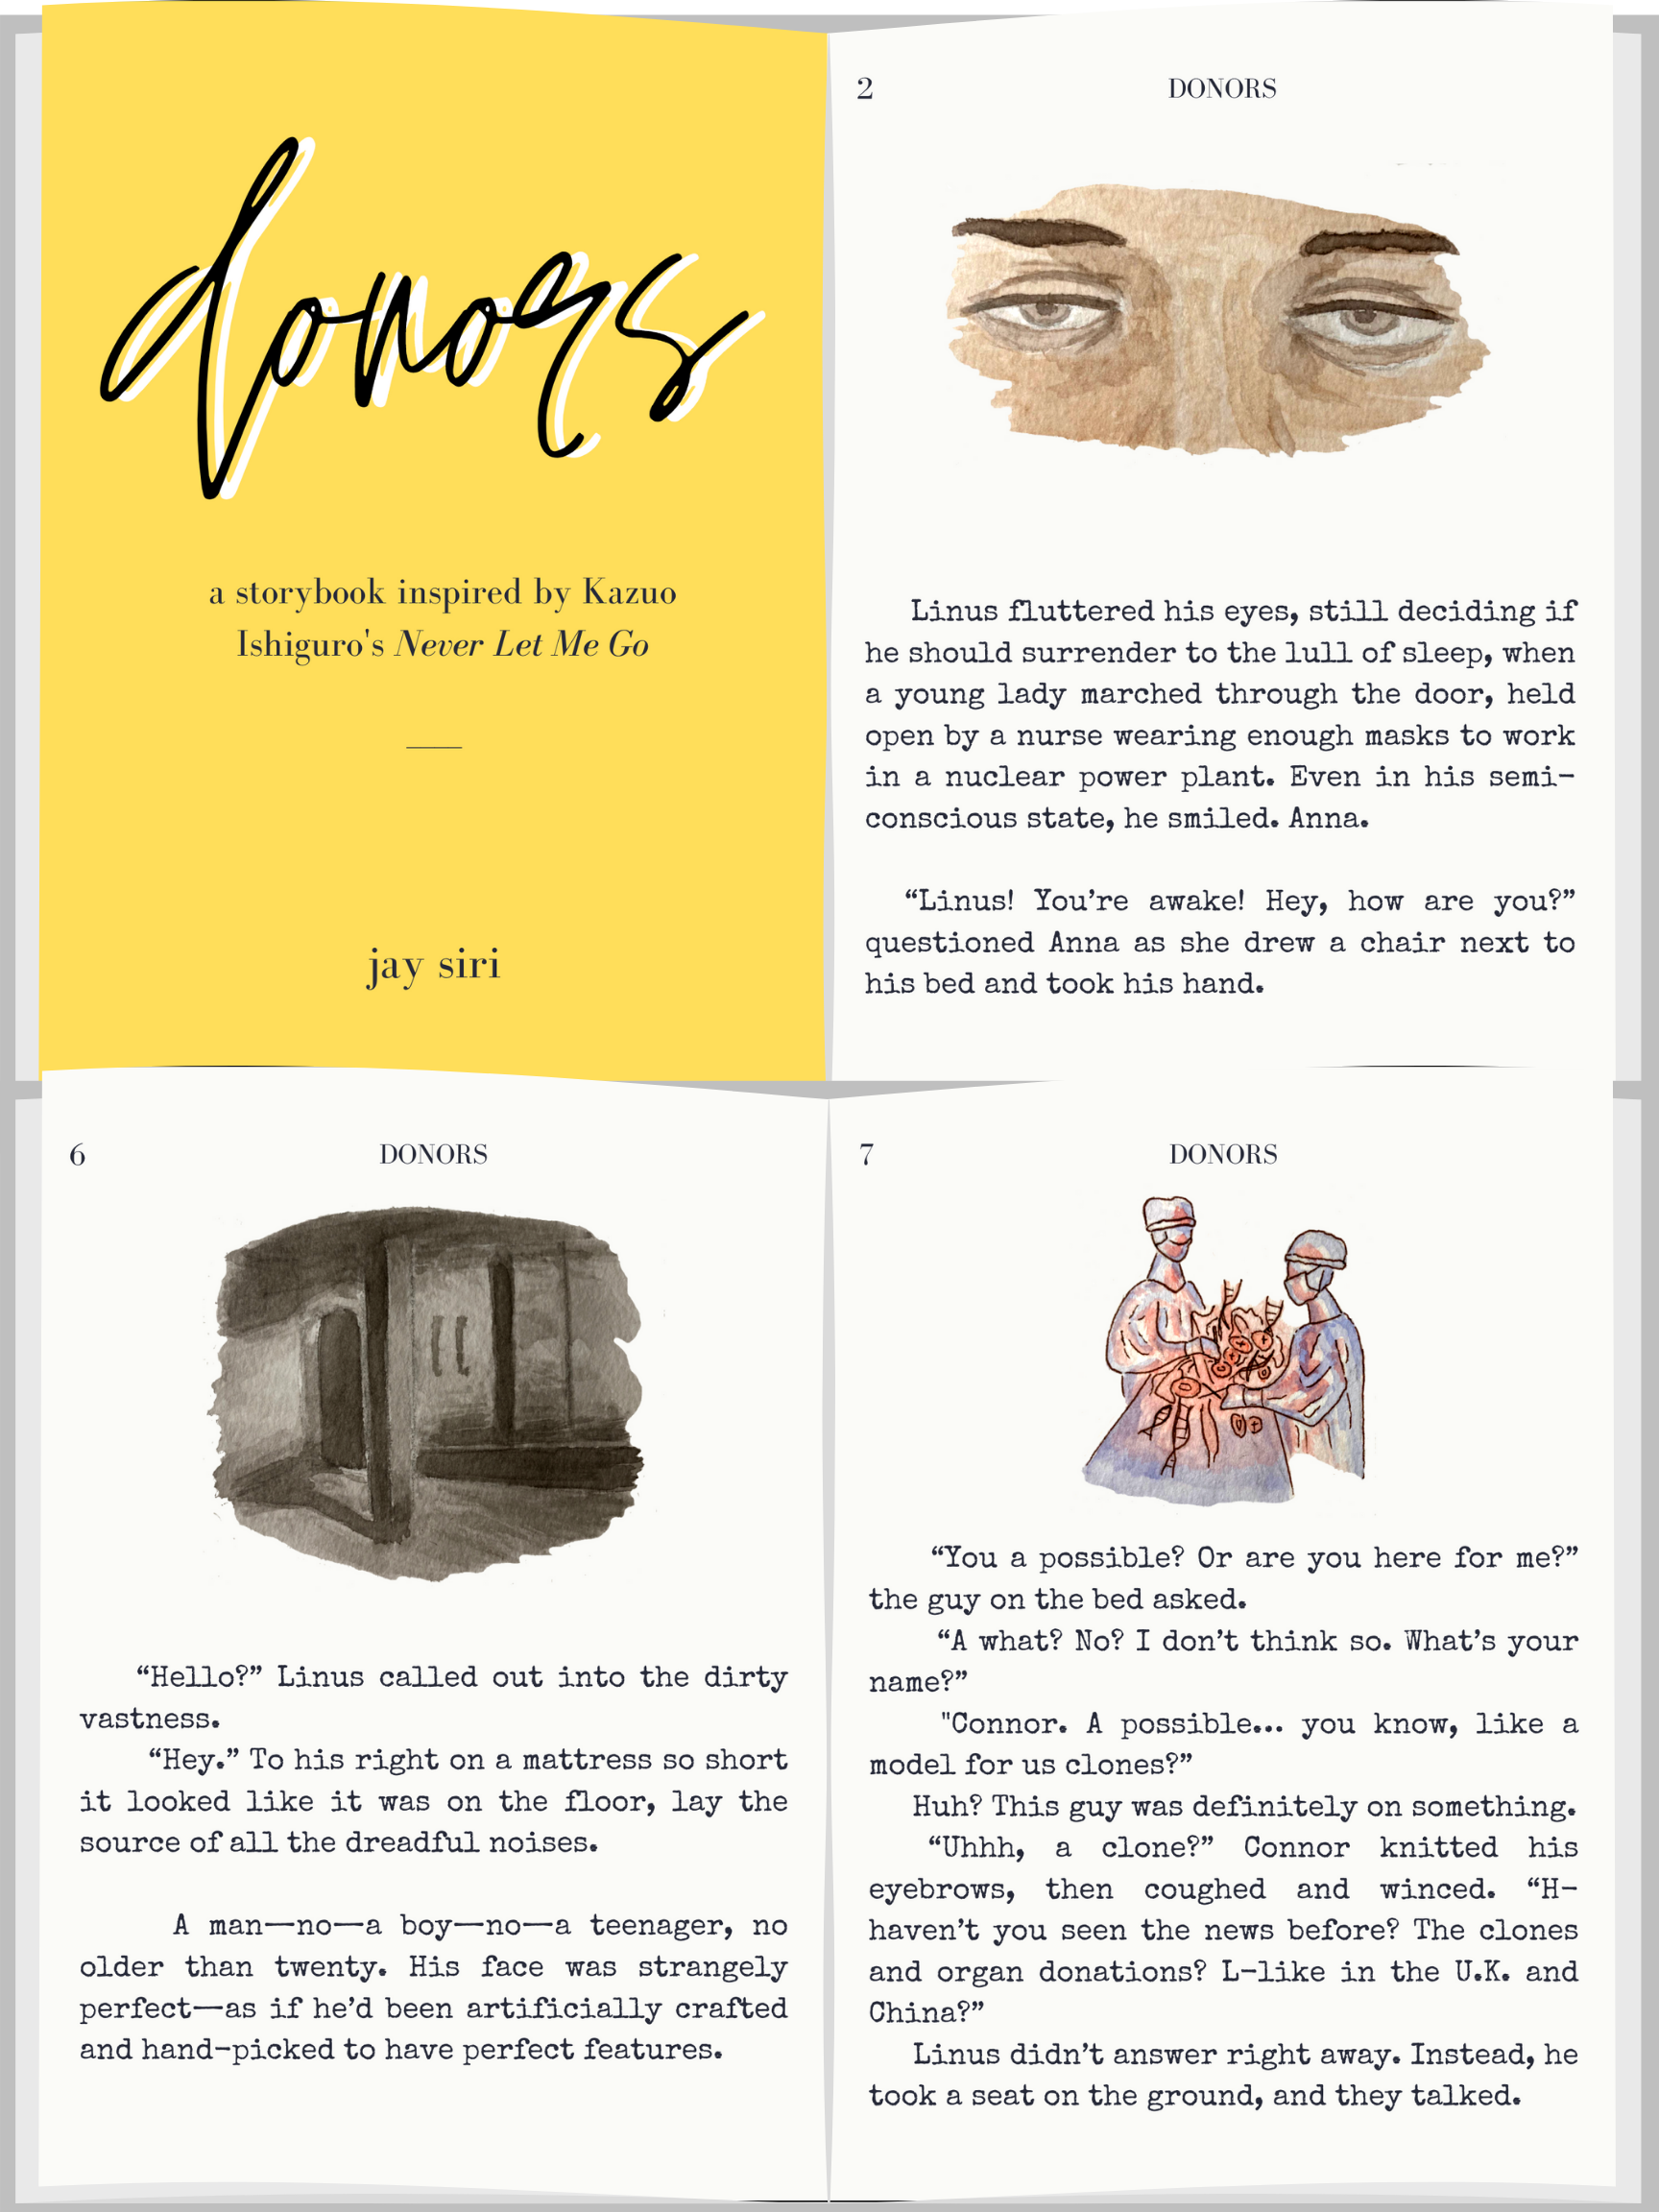 donors
a storybook inspired by Kazuo
Ishiguro's Never Let Me Go
jay siri
2
DONORS
Linus fluttered his eyes, still deciding if
he should surrender to the lull of sleep, when
a young lady marched through the door, held
open by a nurse wearing enough masks to work
in a nuclear power plant. Even in his semi-
conscious state, he smiled. Anna.
“Linus! You’re awake! Hey, how are you?”
questioned Anna as she drew a chair next to
his bed and took his hand.
6
DONORS
“Hello?” Linus called out into the dirty
vastness.
“Hey.” To his right on a mattress so short
it looked like it was on the floor, lay the
source of all the dreadful noises.
A man—no—a boy—no—a teenager, no
older than twenty. His face was strangely
perfect—as if he’d been artificially crafted
and hand-picked to have perfect features.
7
DONORS
“You a possible? Or are you here for me?”
the guy on the bed asked.
“A what? No? I don’t think so. What’s your
name?”
"Connor. A possible... you know, like a
model for us clones?”
Huh? This guy was definitely on something.
“Uhhh, a clone?” Connor knitted his
eyebrows, then coughed and winced. “H-
haven’t you seen the news before? The clones
and organ donations? L-like in the U.K. and
China?”
Linus didn’t answer right away. Instead, he
took a seat on the ground, and they talked.